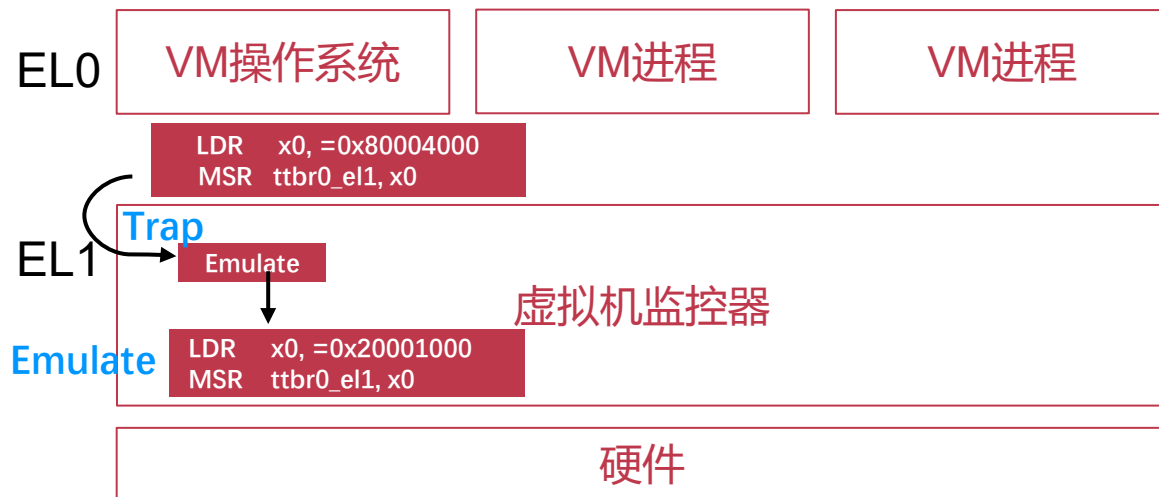 EL0
VM操作系统
VM进程
VM进程
LDR x0, =0x80004000
MSR ttbr0_el1, x0
Trap
EL1
Emulate
虚拟机监控器
Emulate
LDR x0, =0x20001000
MSR ttbr0_el1, x0
硬件